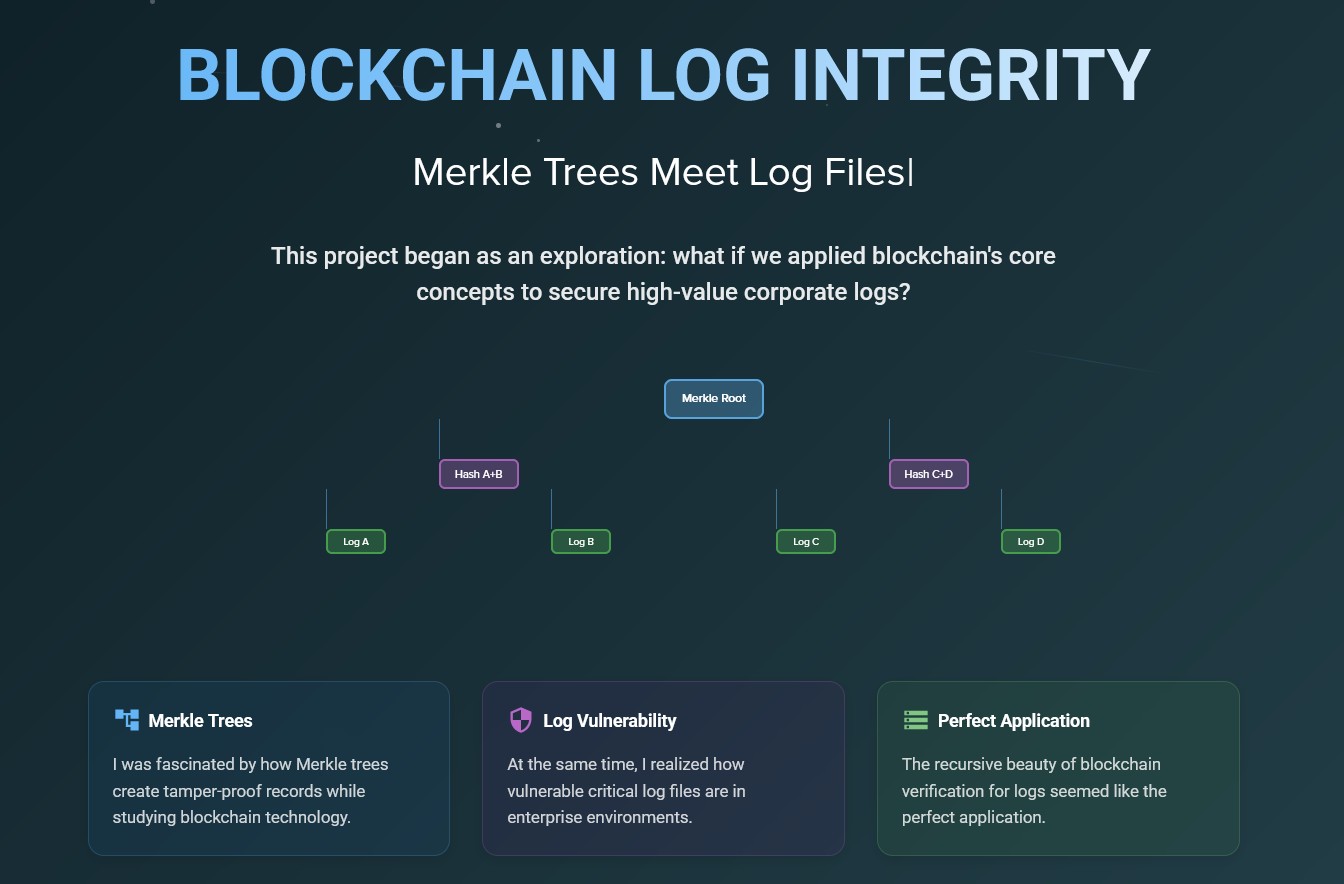 BLOCKCHAIN LOG INTEGRITY
Merkle Trees Meet Log Files|
This project began as an exploration: what if we applied blockchain's core
concepts to secure high-value corporate logs?
Merkle Root
Hash A+B
Hash C+D
Log A
Log B
Log C
Log D
Merkle Trees
I was fascinated by how Merkle trees
create tamper-proof records while
studying blockchain technology.
Log Vulnerability
At the same time, I realized how
vulnerable critical log files are in
enterprise environments.
Perfect Application
The recursive beauty of blockchain
verification for logs seemed like the
perfect application.